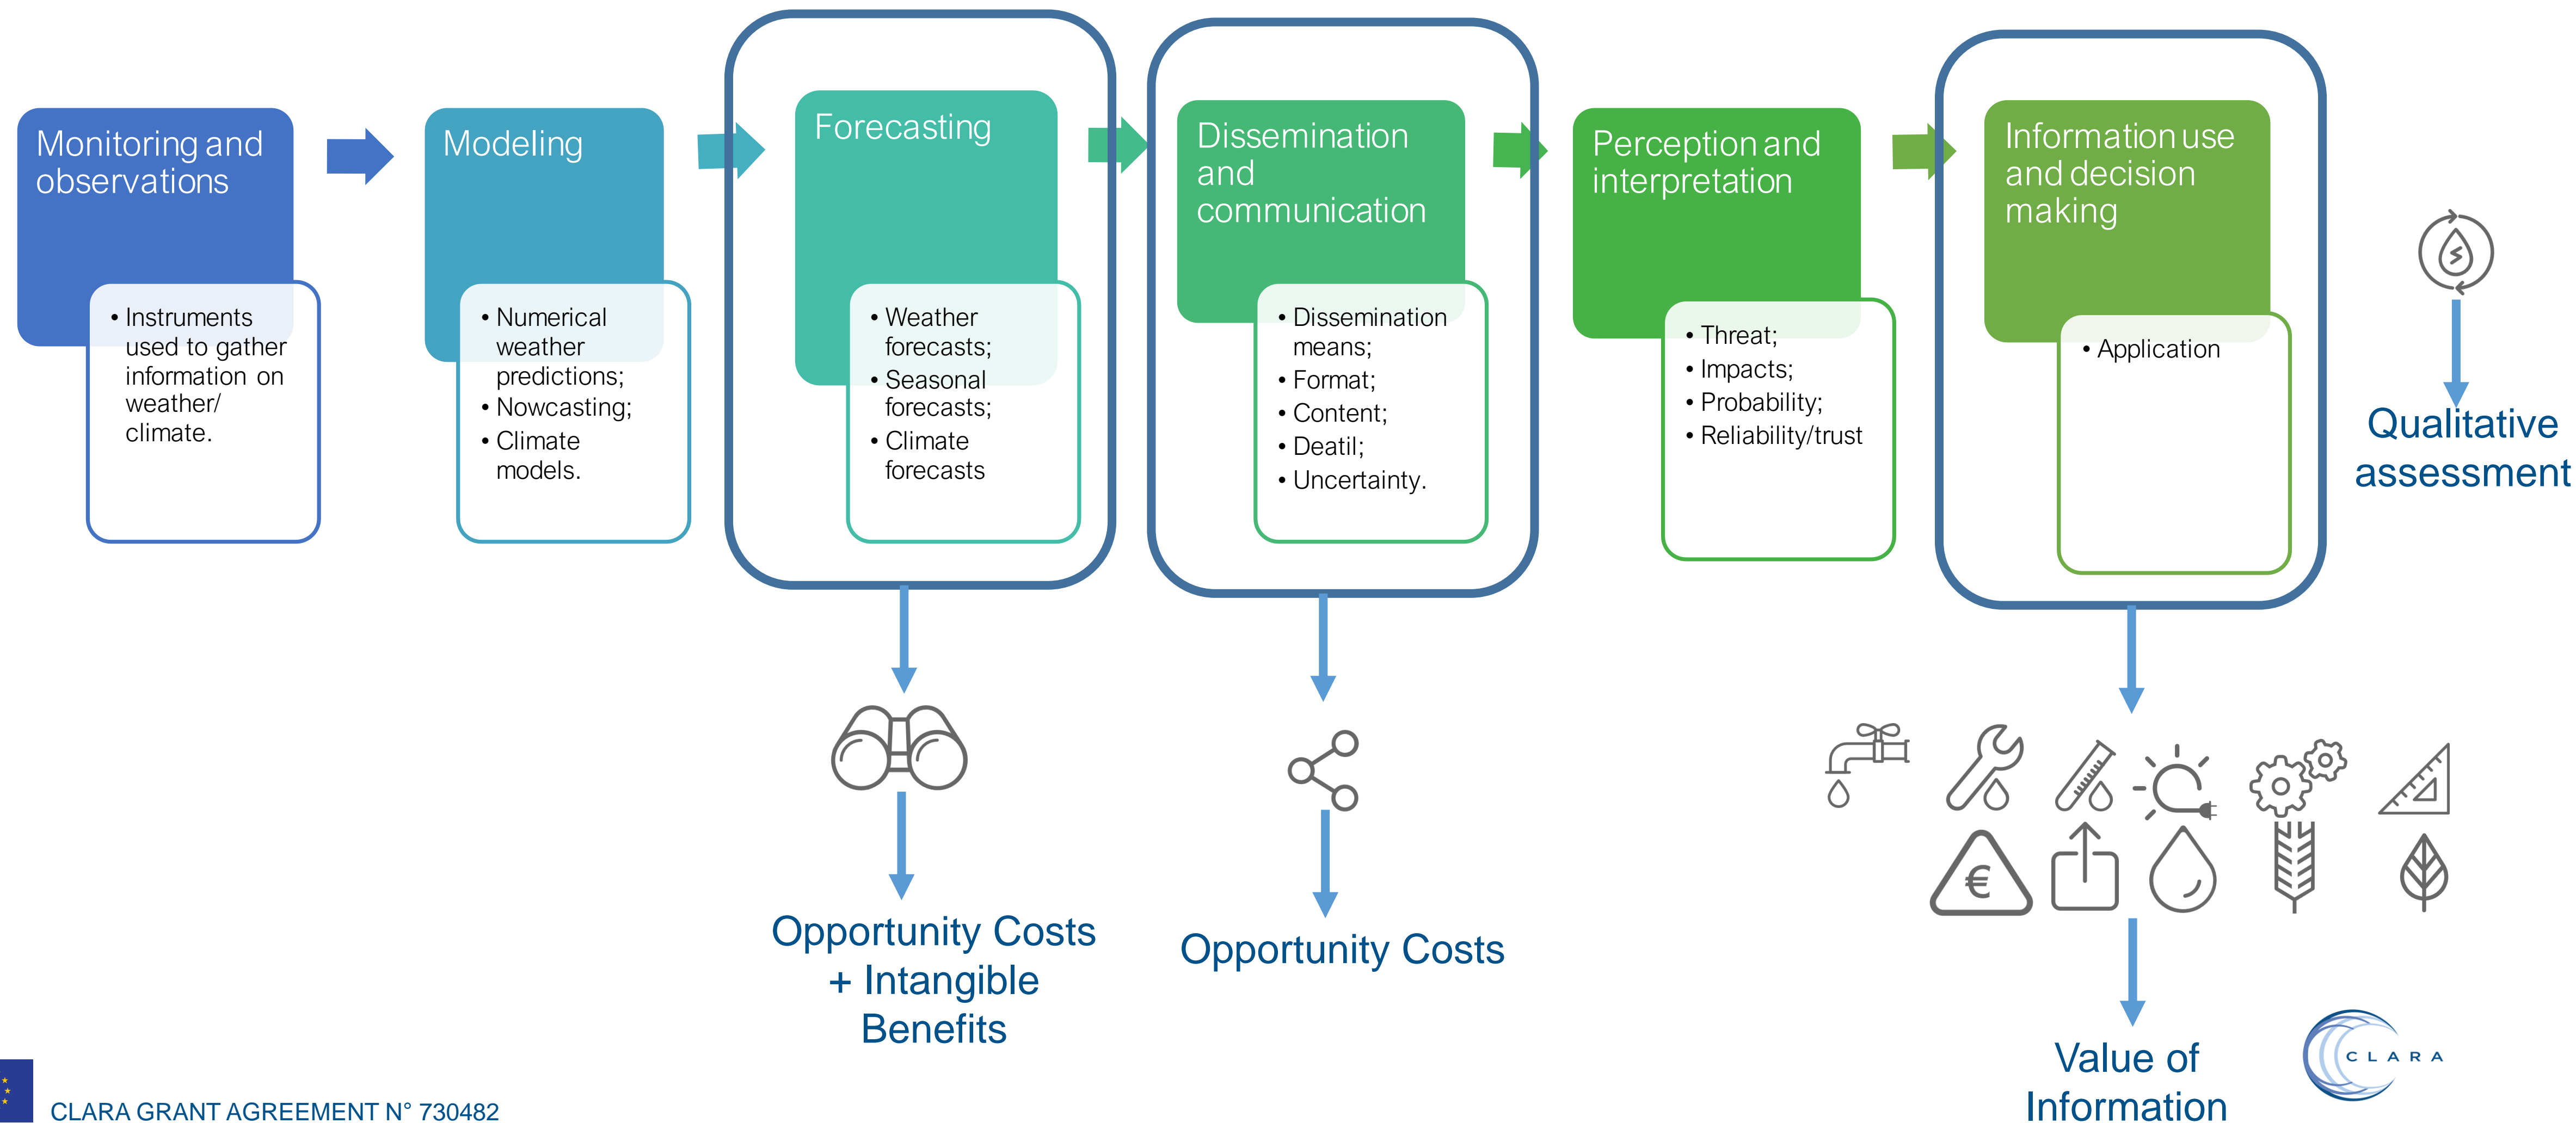 Monitoring and
observations
• Instruments
used to gather
information on
weather/
climate.
Modeling
• Numerical
weather
predictions;
• Nowcasting;
• Climate
models.
Forecasting
• Weather
forecasts;
• Seasonal
forecasts;
• Climate
forecasts
Dissemination
and
communication
• Dissemination
means;
• Format;
• Content;
• Deatil;
• Uncertainty.
Perception and
interpretation
• Threat;
• Impacts;
• Probability;
• Reliability/trust
Information use
and decision
making
• Application
Qualitative
assessment
Opportunity Costs
+ Intangible
Benefits
Opportunity Costs
€
Value of
Information
CLARA
CLARA GRANT AGREEMENT N° 730482